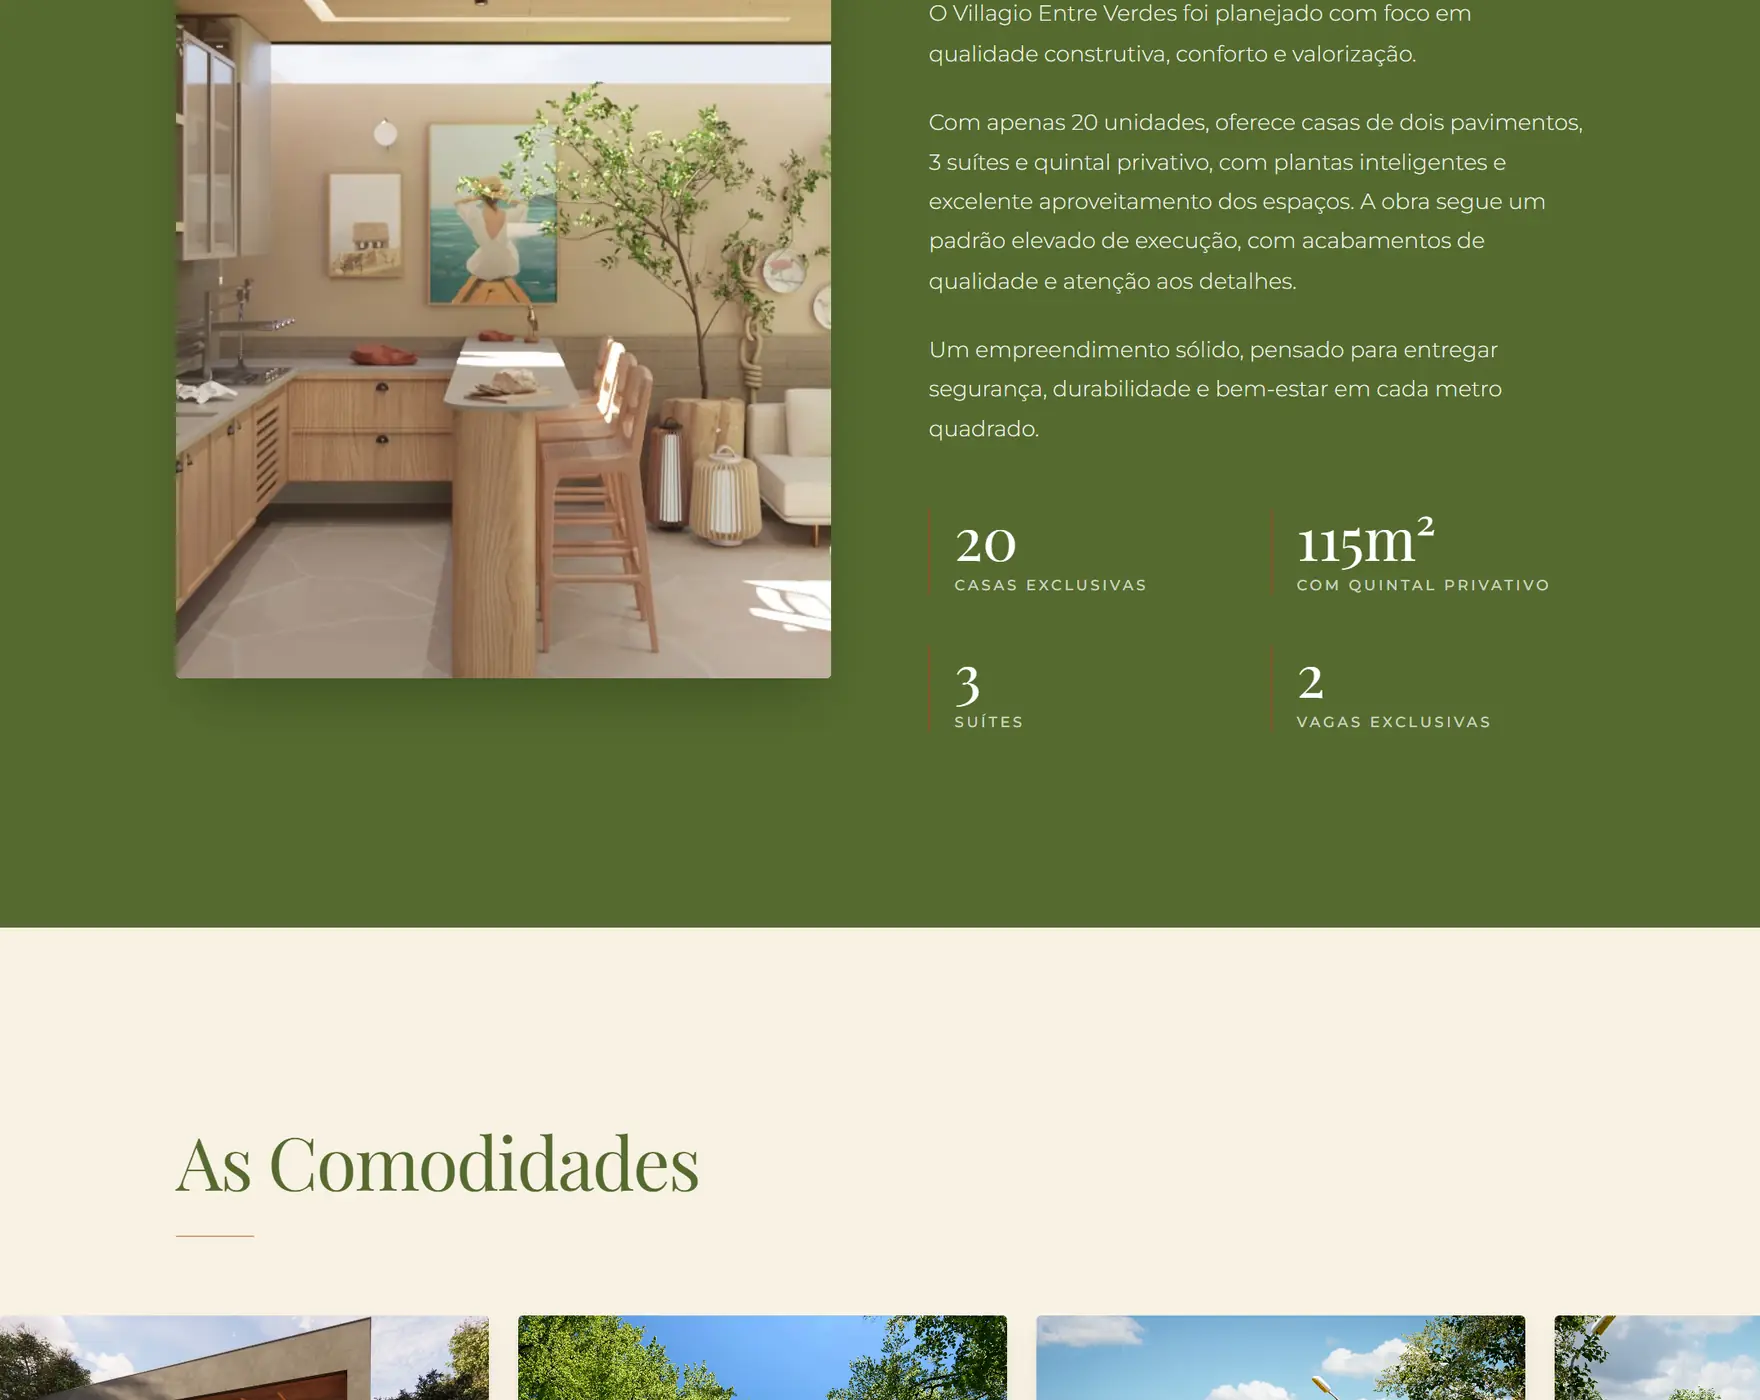 O Villagio Entre Verdes foi planejado com foco em
qualidade construtiva, conforto e valorização.
Com apenas 20 unidades, oferece casas de dois pavimentos,
3 suítes e quintal privativo, com plantas inteligentes e
excelente aproveitamento dos espaços. A obra segue um
padrão elevado de execução, com acabamentos de
qualidade e atenção aos detalhes.
Um empreendimento sólido, pensado para entregar
segurança, durabilidade e bem-estar em cada metro
quadrado.
20
CASAS EXCLUSIVAS
115m²
COM QUINTAL PRIVATIVO
3
SUÍTES
2
VAGAS EXCLUSIVAS
As Comodidades